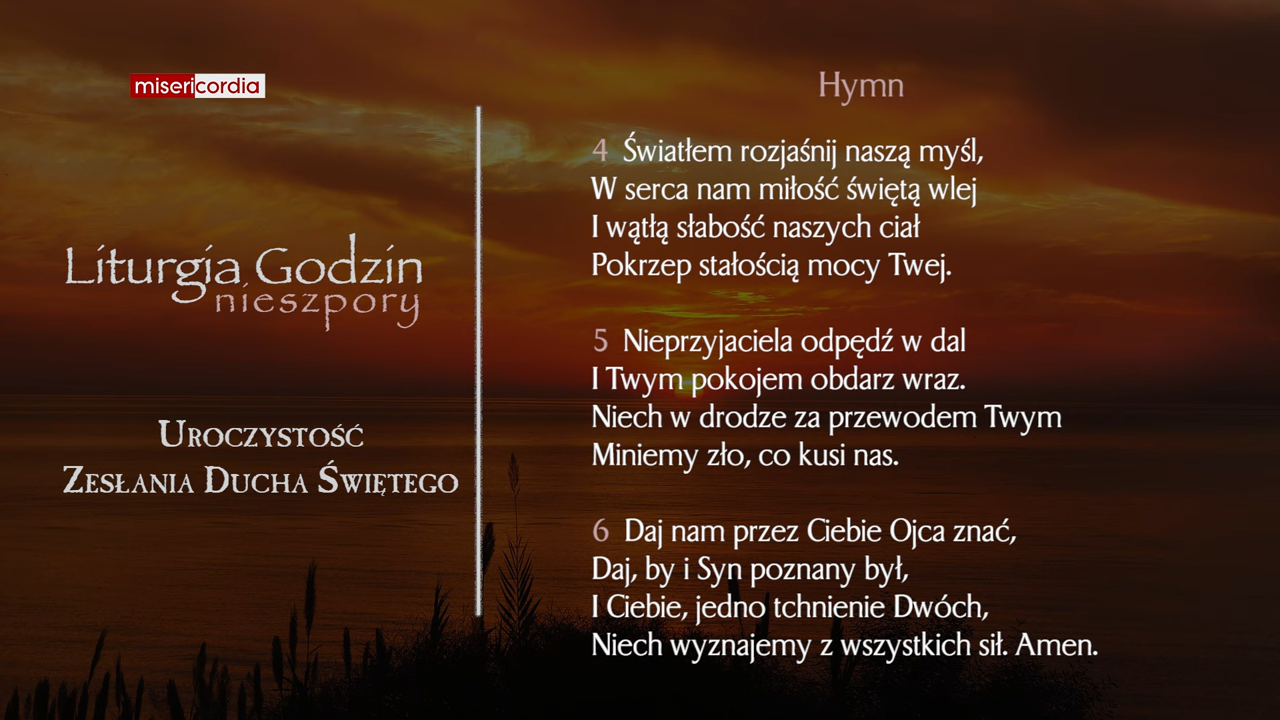 misericordia
Liturgia Godzin
nieszpory
Uroczystość
Zesłania Ducha Świętego
Hymn
4 Światłem rozjaśnij naszą myśl,
W serca nam miłość świętą wlej
I wątłą słabość naszych ciał
Pokrzep stałością mocy Twej.
5 Nieprzyjaciela odpędź w dal
I Twym pokojem obdarz wraz.
Niech w drodze za przewodem Twym
Miniemy zło, co kusi nas.
6 Daj nam przez Ciebie Ojca znać,
Daj, by i Syn poznany był,
I Ciebie, jedno tchnienie Dwóch,
Niech wyznajemy z wszystkich sił. Amen.